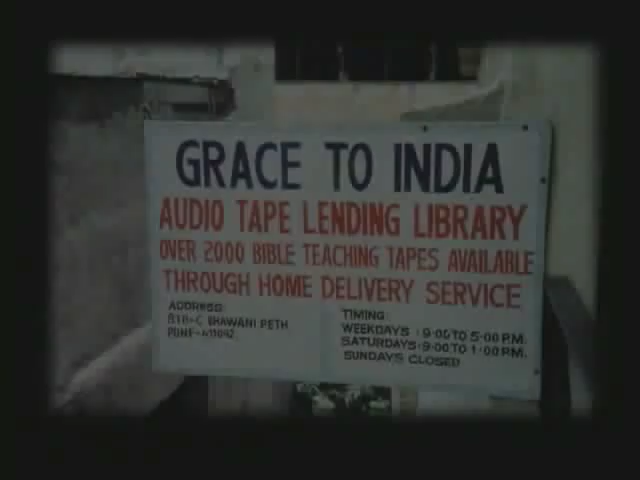 GRACE TO INDIA
AUDIO TAPE LENDING LIBRARY
OVER 2000 BIBLE TEACHING TAPES AVAILABLE
THROUGH HOME DELIVERY SERVICE
ADDRESS:
BHAWANI PETH
PUNE-411042
TIMING:
WEEKDAYS : 9:00 TO 5:00 P.M.
SATURDAYS : 9:00 TO 1:00 P.M.
SUNDAYS CLOSED